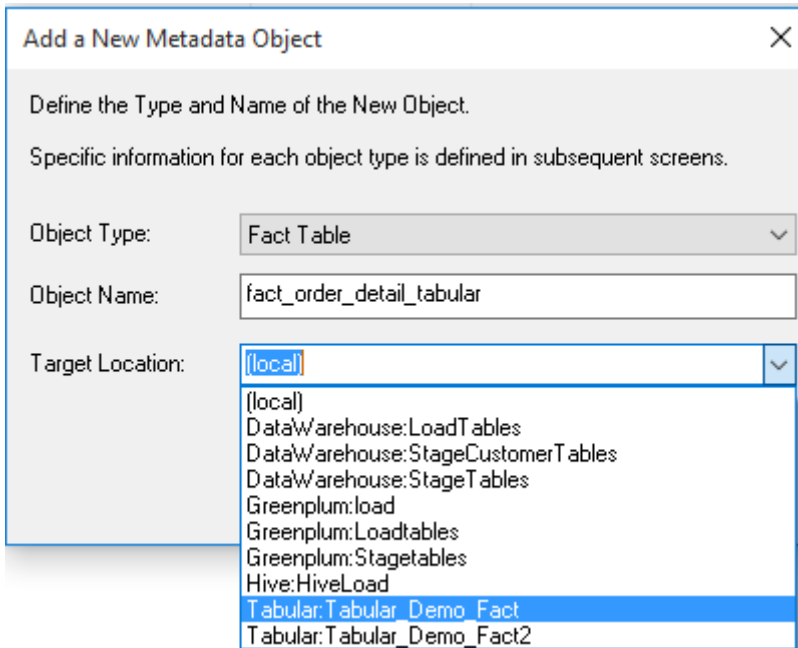 Add a New Metadata Object
Define the Type and Name of the New Object.
Specific information for each object type is defined in subsequent screens.
Object Type: Fact Table
Object Name: fact_order_detail_tabular
Target Location: (local)
(local)
DataWarehouse:LoadTables
DataWarehouse:StageCustomerTables
DataWarehouse:StageTables
Greenplum:load
Greenplum:Loadtables
Greenplum:Stagetables
Hive:HiveLoad
Tabular:Tabular_Demo_Fact
Tabular:Tabular_Demo_Fact2